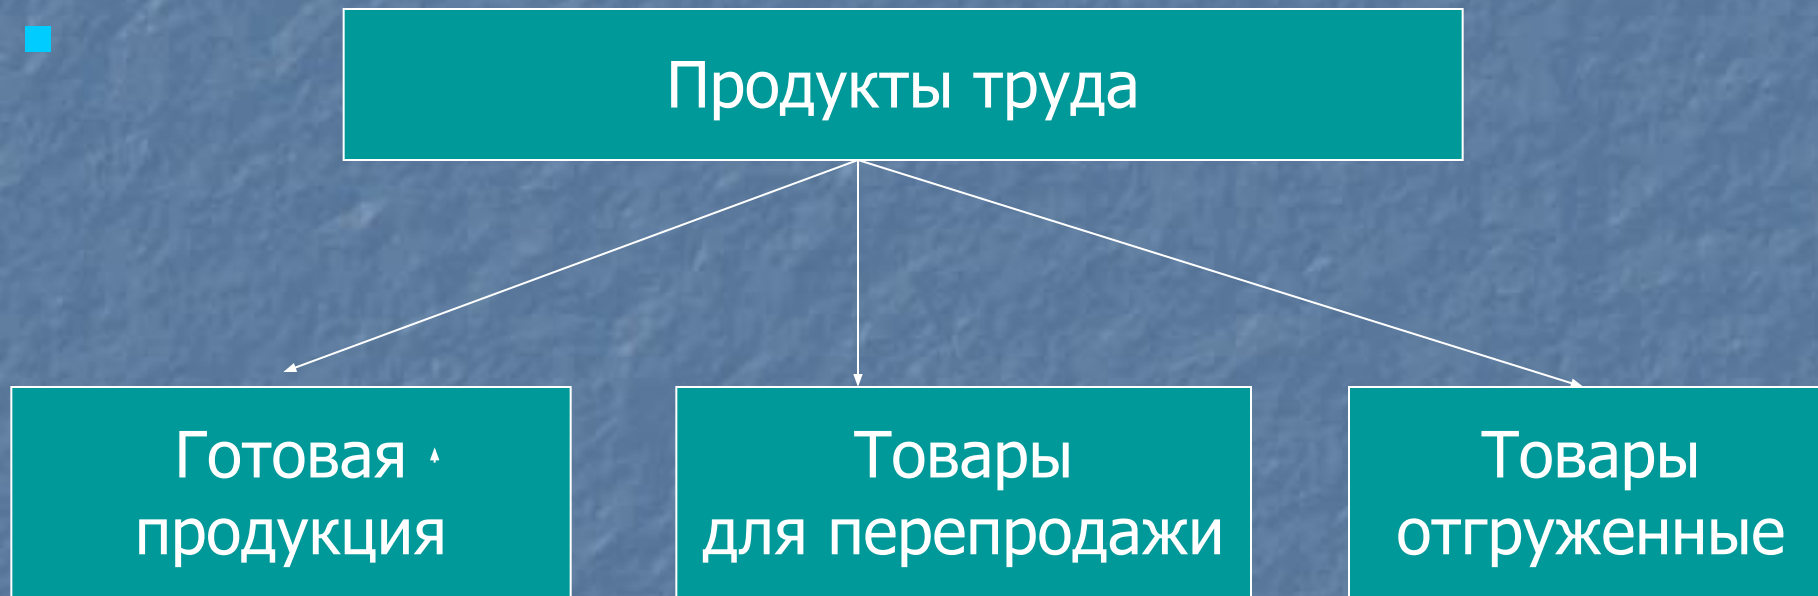 Продукты труда
Готовая
продукция
Товары
для перепродажи
Товары
отгруженные